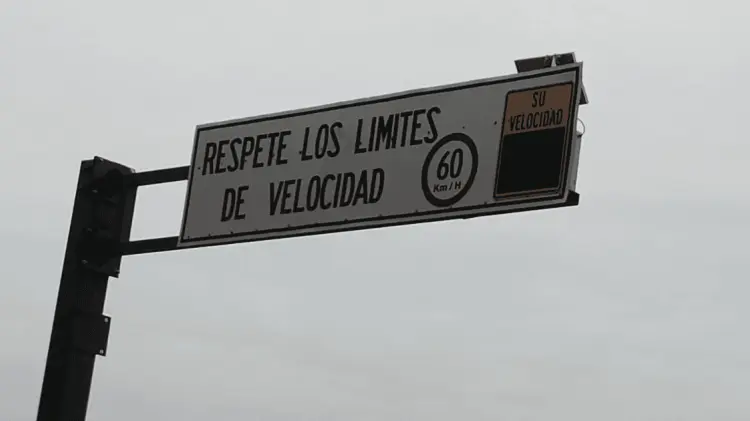 RESPETE LOS LIMITES
DE VELOCIDAD
60
Km / H
SU
VELOCIDAD